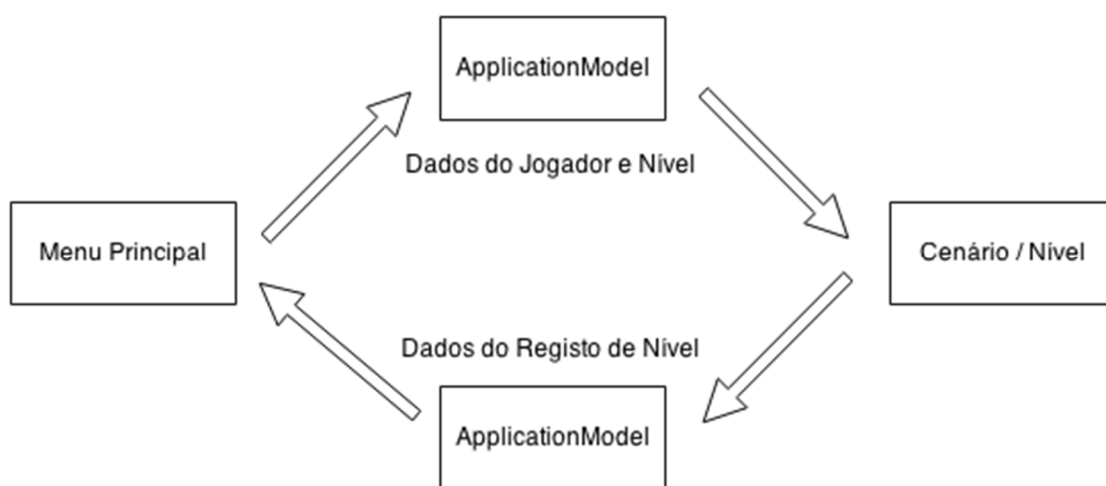 ApplicationModel
Dados do Jogador e Nível
Menu Principal
Cenário / Nível
Dados do Registo de Nível
ApplicationModel